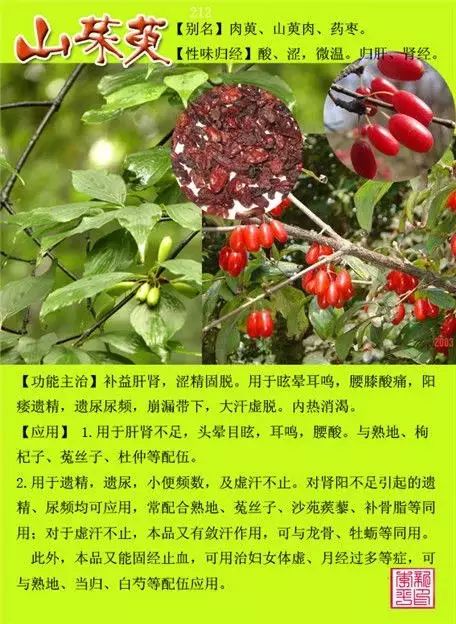 212
山茱萸
【别名】肉萸、山萸肉、药枣。
【性味归经】酸、涩，微温。归肝、肾经。
2003
【功能主治】补益肝肾，涩精固脱。用于眩晕耳鸣，腰膝酸痛，阳
痿遗精，遗尿尿频，崩漏带下，大汗虚脱。内热消渴。
【应用】 1.用于肝肾不足，头晕目眩，耳鸣，腰酸。与熟地、枸
杞子、菟丝子、杜仲等配伍。
2.用于遗精，遗尿，小便频数，及虚汗不止。对肾阳不足引起的遗
精、尿频均可应用，常配合熟地、菟丝子、沙苑蒺藜、补骨脂等同
用；对于虚汗不止，本品又有敛汗作用，可与龙骨、牡蛎等同用。
此外，本品又能固经止血，可用治妇女体虚、月经过多等症，可
与熟地、当归、白芍等配伍应用。